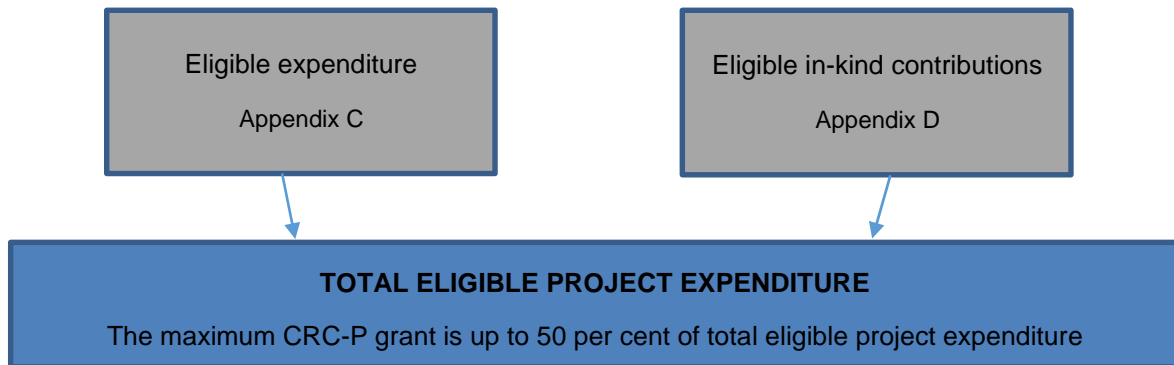 Eligible expenditure
Appendix C
Eligible in-kind contributions
Appendix D
TOTAL ELIGIBLE PROJECT EXPENDITURE
The maximum CRC-P grant is up to 50 per cent of total eligible project expenditure